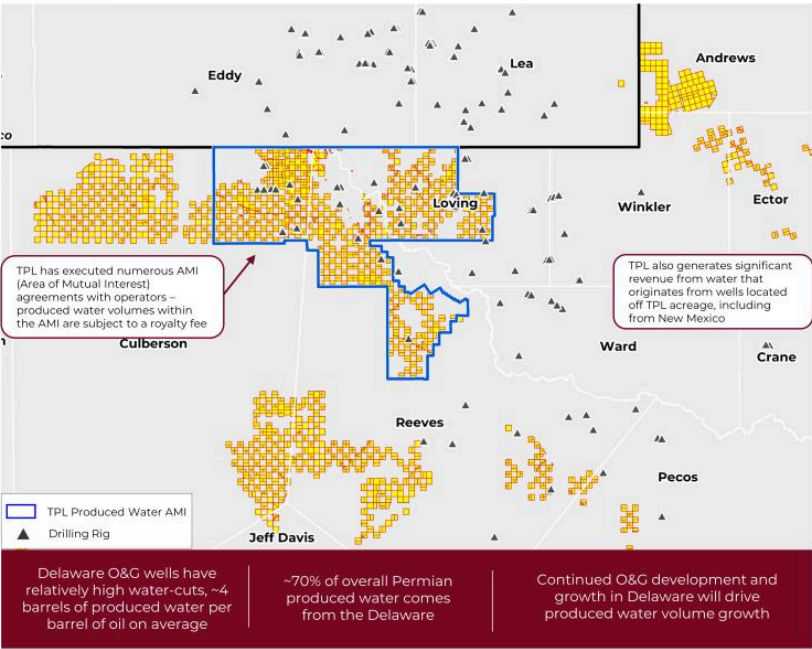 Andrews
Lea
Eddy
co
Ector
Loving
Winkler
TPL has executed numerous AMI
(Area of Mutual Interest)
agreements with operators –
produced water volumes within
the AMI are subject to a royalty fee
TPL also generates significant
revenue from water that
originates from wells located
off TPL acreage, including
from New Mexico
n
Culberson
Ward
Crane
Reeves
Pecos
TPL Produced Water AMI
Drilling Rig
Jeff Davis
Delaware O&G wells have
relatively high water-cuts, ~4
barrels of produced water per
barrel of oil on average
~70% of overall Permian
produced water comes
from the Delaware
Continued O&G development and
growth in Delaware will drive
produced water volume growth